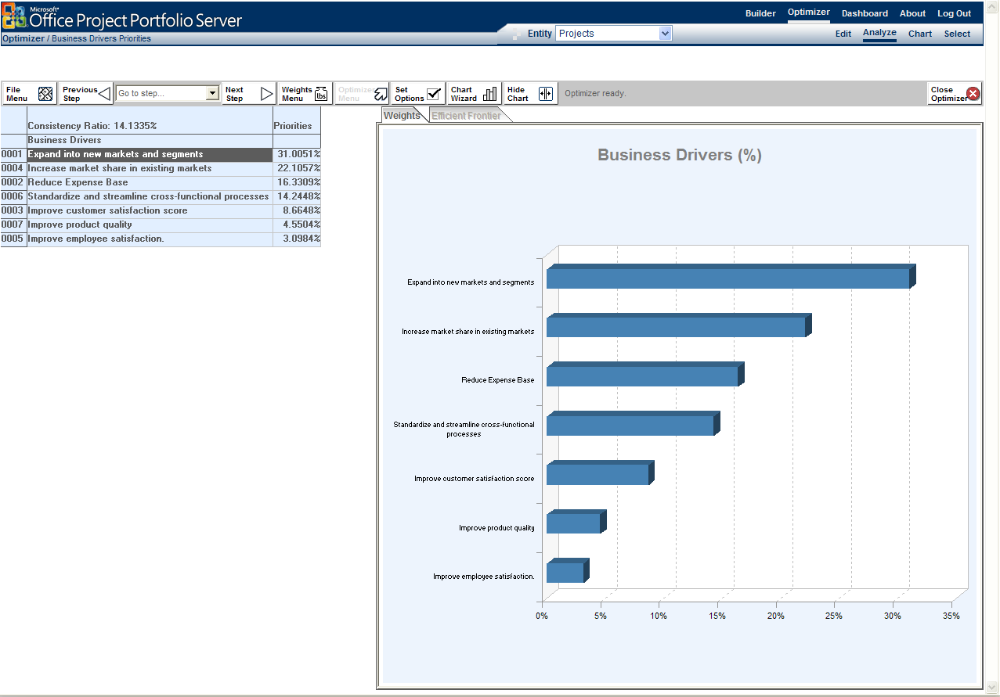 Microsoft®
Office Project Portfolio Server
Builder Optimizer Dashboard About Log Out
Optimizer / Business Drivers Priorities
Entity Projects
Edit Analyze Chart Select
File Menu
Previous Step
Go to step...
Next Step
Weights Menu
lbs
Optimizer Menu
Set Options
Chart Wizard
Hide Chart
Optimizer ready.
Close Optimizer
Consistency Ratio: 14.1335% Priorities
Business Drivers
0001 Expand into new markets and segments 31.0051%
0004 Increase market share in existing markets 22.1057%
0002 Reduce Expense Base 16.3309%
0006 Standardize and streamline cross-functional processes 14.2448%
0003 Improve customer satisfaction score 8.6648%
0007 Improve product quality 4.5504%
0005 Improve employee satisfaction. 3.0984%
Weights Efficient Frontier
Business Drivers (%)
Expand into new markets and segments
Increase market share in existing markets
Reduce Expense Base
Standardize and streamline cross-functional
processes
Improve customer satisfaction score
Improve product quality
Improve employee satisfaction.
0% 5% 10% 15% 20% 25% 30% 35%